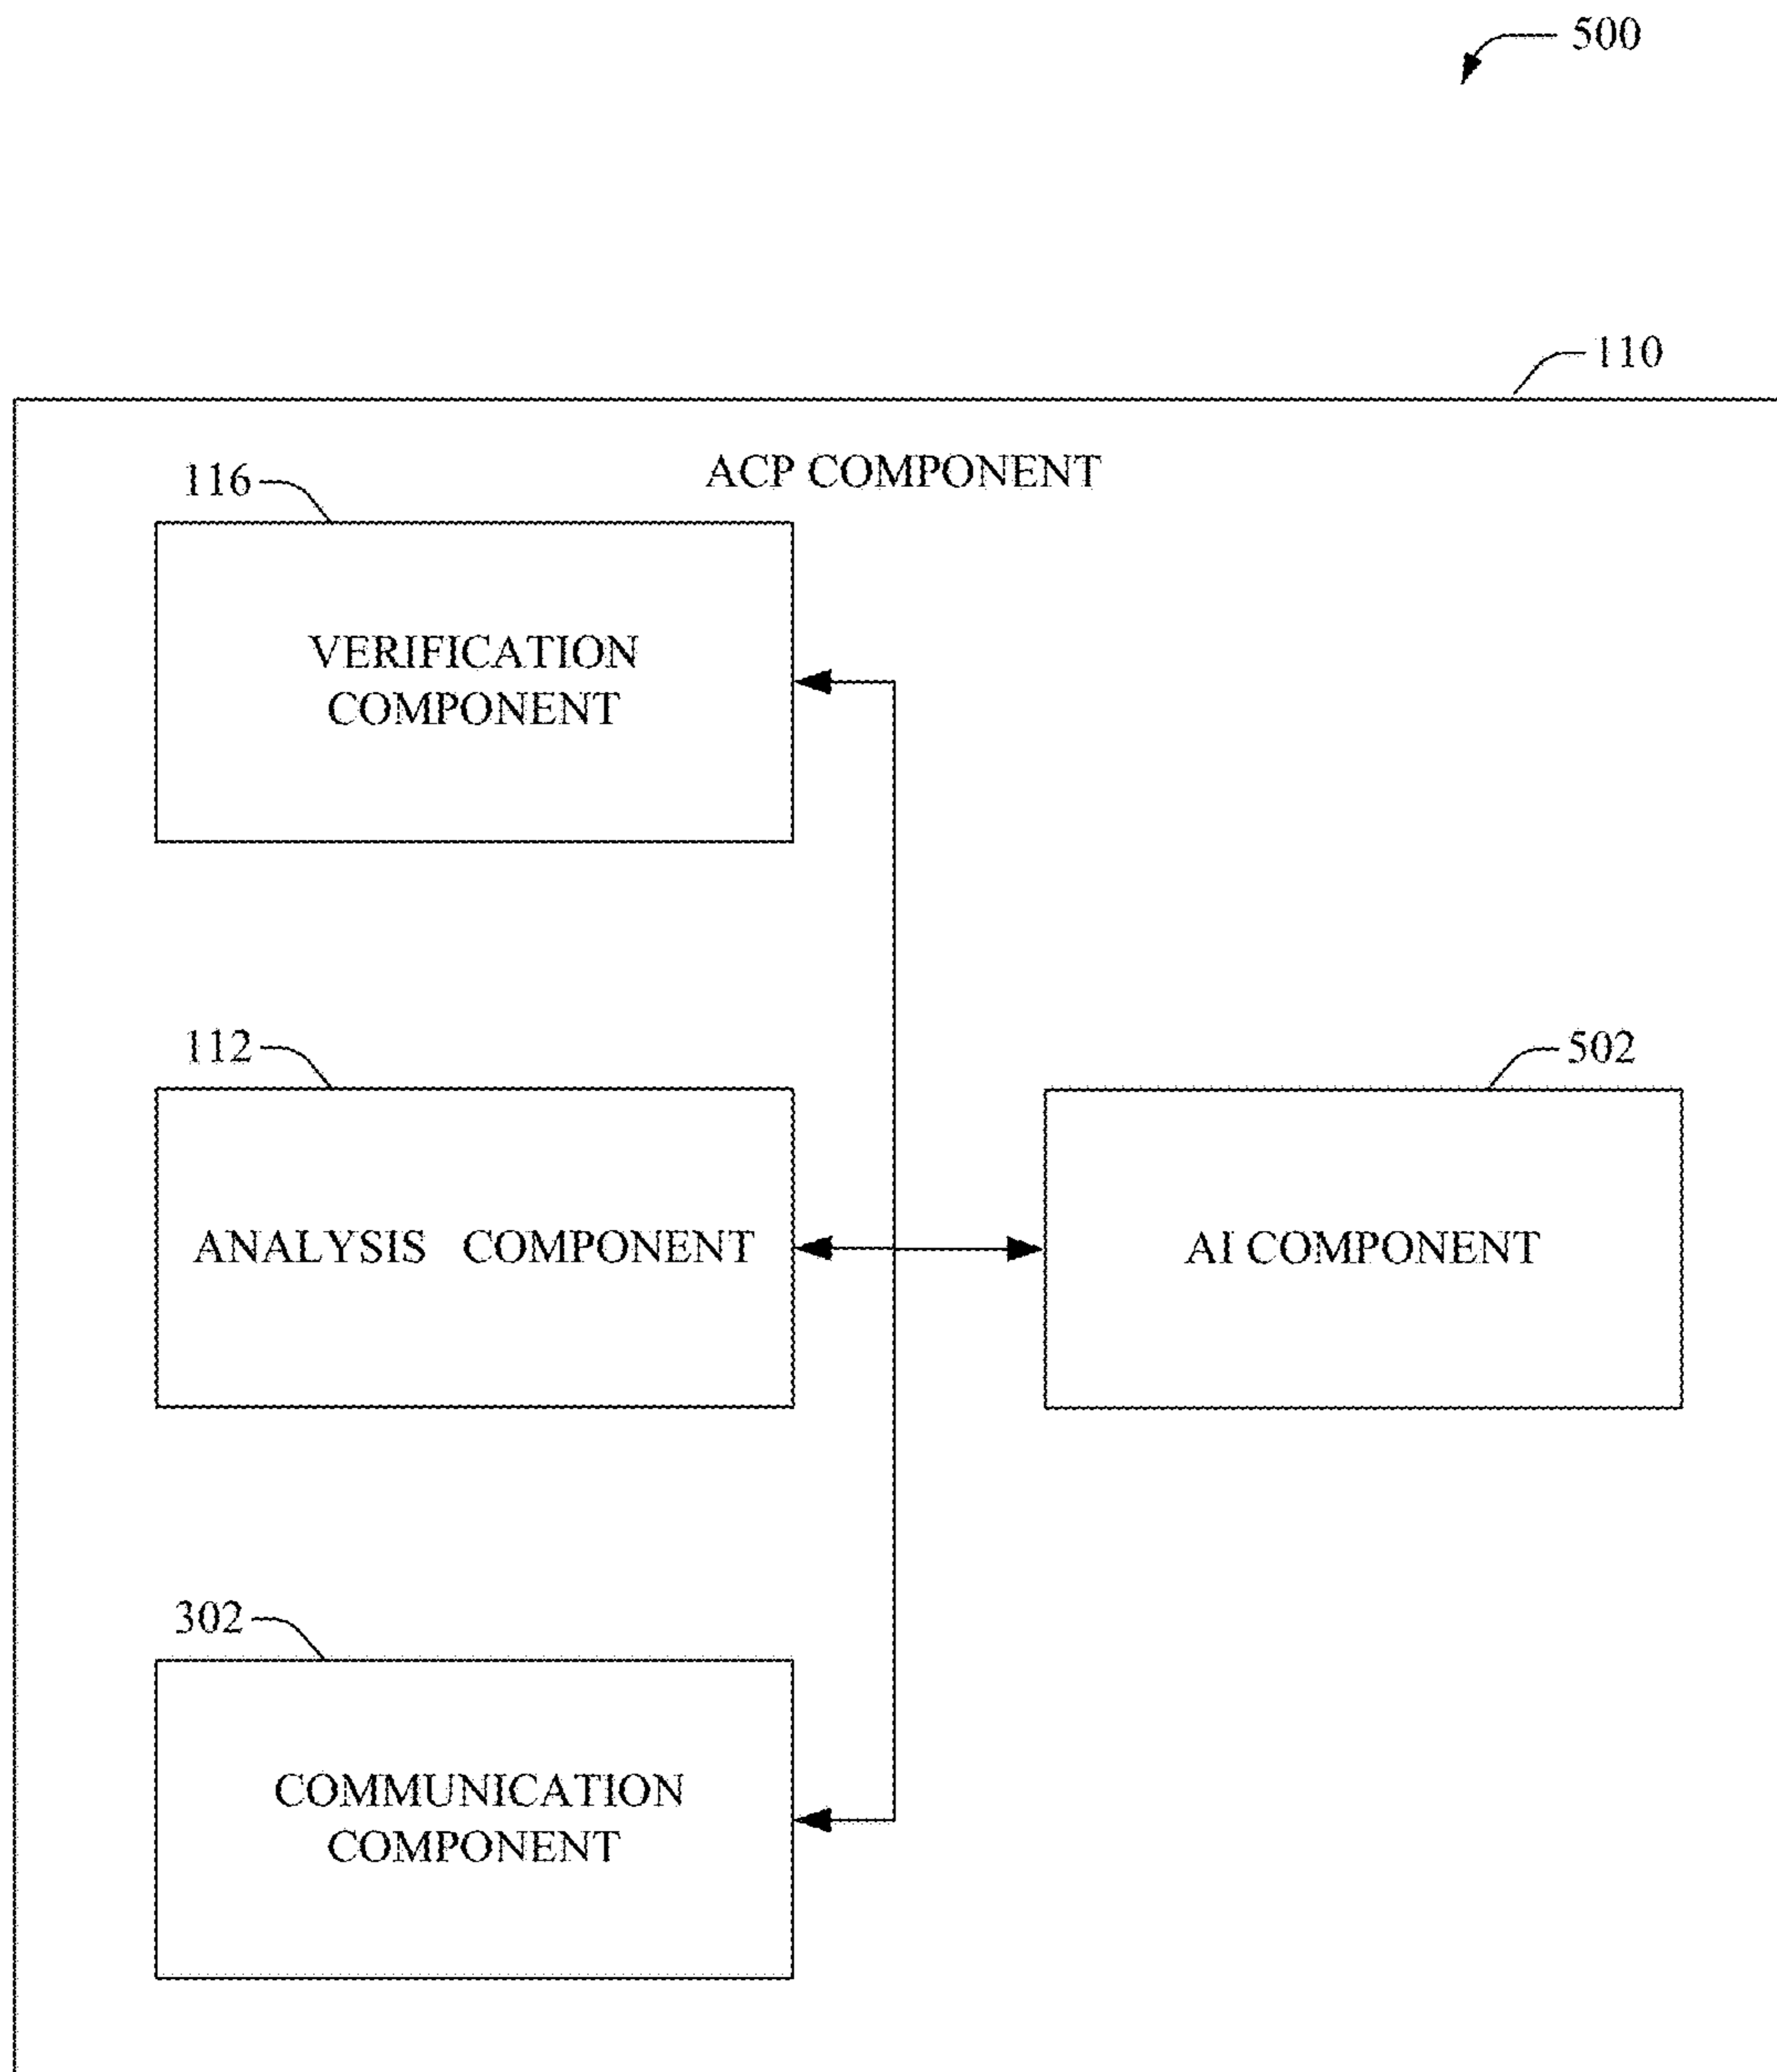 500
110
ACP COMPONENT
116
VERIFICATION
COMPONENT
112
502
ANALYSIS COMPONENT
AI COMPONENT
302
COMMUNICATION
COMPONENT